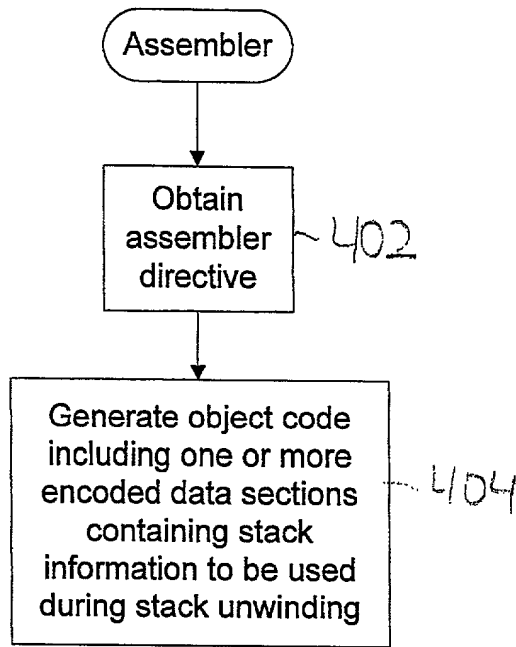 Assembler
Obtain
assembler
directive
402
Generate object code
including one or more
encoded data sections
containing stack
information to be used
during stack unwinding
404